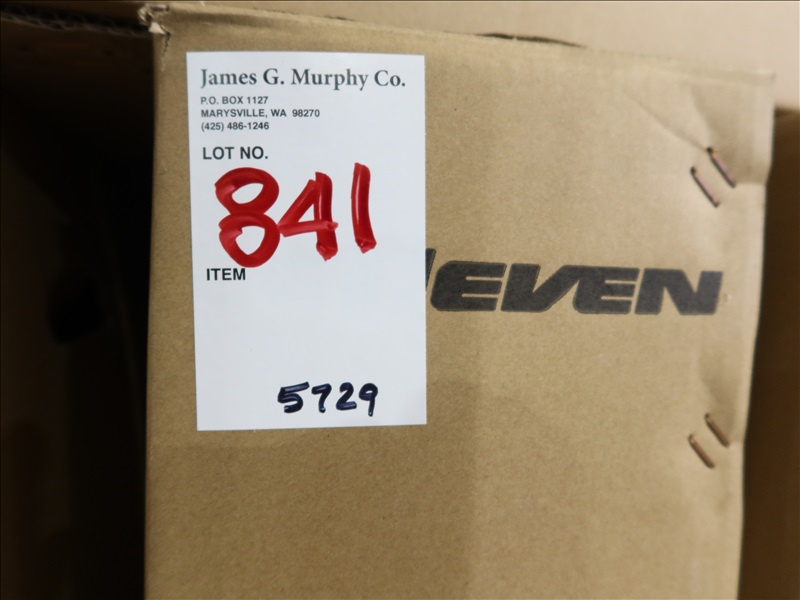 James G. Murphy Co.
P.O. BOX 1127
MARYSVILLE, WA 98270
(425) 486-1246
LOT NO.
841
ITEM
5729
EVEN